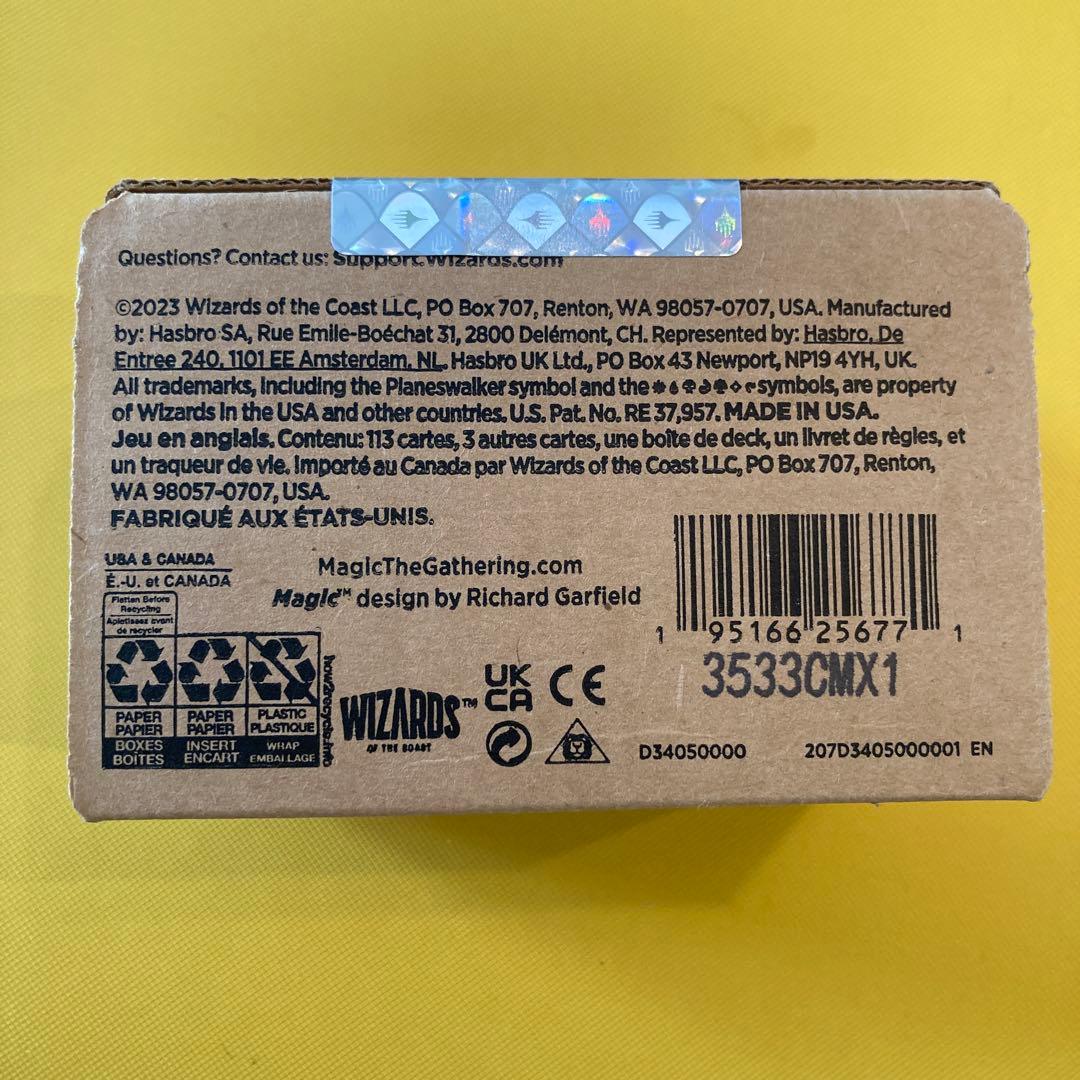 Questions? Contact us: Support.Wizards.com
©2023 Wizards of the Coast LLC, PO Box 707, Renton, WA 98057-0707, USA. Manufactured
by: Hasbro SA, Rue Emile-Boéchat 31, 2800 Delémont, CH. Represented by: Hasbro, De
Entree 240, 1101 EE Amsterdam, NL. Hasbro UK Ltd., PO Box 43 Newport, NP19 4YH, UK.
All trademarks, including the Planeswalker symbol and the symbols, are property
of Wizards in the USA and other countries. U.S. Pat. No. RE 37,957. MADE IN USA.
Jeu en anglais. Contenu: 113 cartes, 3 autres cartes, une boîte de deck, un livret de règles, et
un traqueur de vie. Importé au Canada par Wizards of the Coast LLC, PO Box 707, Renton,
WA 98057-0707, USA.
FABRIQUÉ AUX ÉTATS-UNIS.
USA & CANADA
É.-U. et CANADA
Flatten Before
Recycling
Aplatissez avant
de recycler
PAPER PAPER PLASTIC
PAPIER PAPIER PLASTIQUE
BOXES INSERT WRAP
BOÎTES ENCART EMBALLAGE
how2recycle.info
MagicTheGathering.com
Magic™ design by Richard Garfield
WIZARDS™
OF THE COAST
UK
CA
CE
1 95166 25677 1
3533CMX1
D34050000 207D3405000001 EN